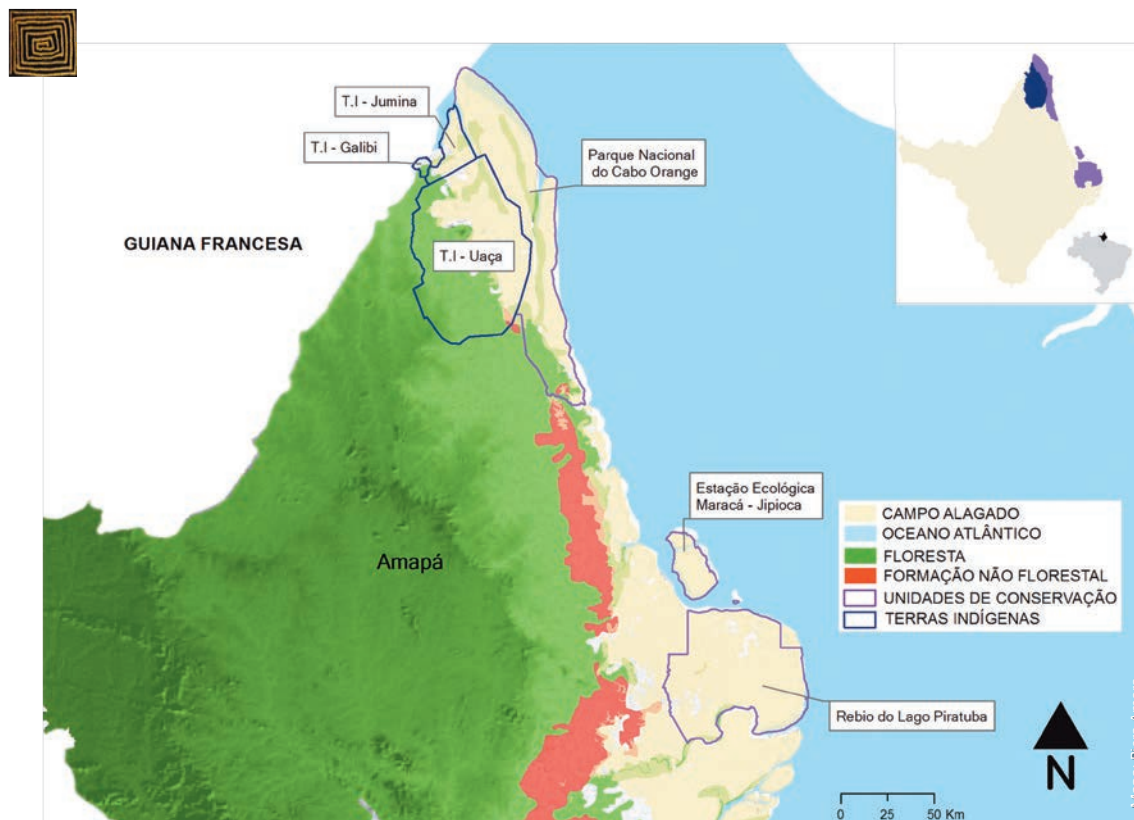 T.I - Jumina
T.I - Galibi
Parque Nacional
do Cabo Orange
GUIANA FRANCESA
T.I - Uaça
Estação Ecológica
Maracá - Jipioca
CAMPO ALAGADO
OCEANO ATLÂNTICO
FLORESTA
FORMAÇÃO NÃO FLORESTAL
UNIDADES DE CONSERVAÇÃO
TERRAS INDÍGENAS
Amapá
Rebio do Lago Piratuba
N
0 25 50 Km